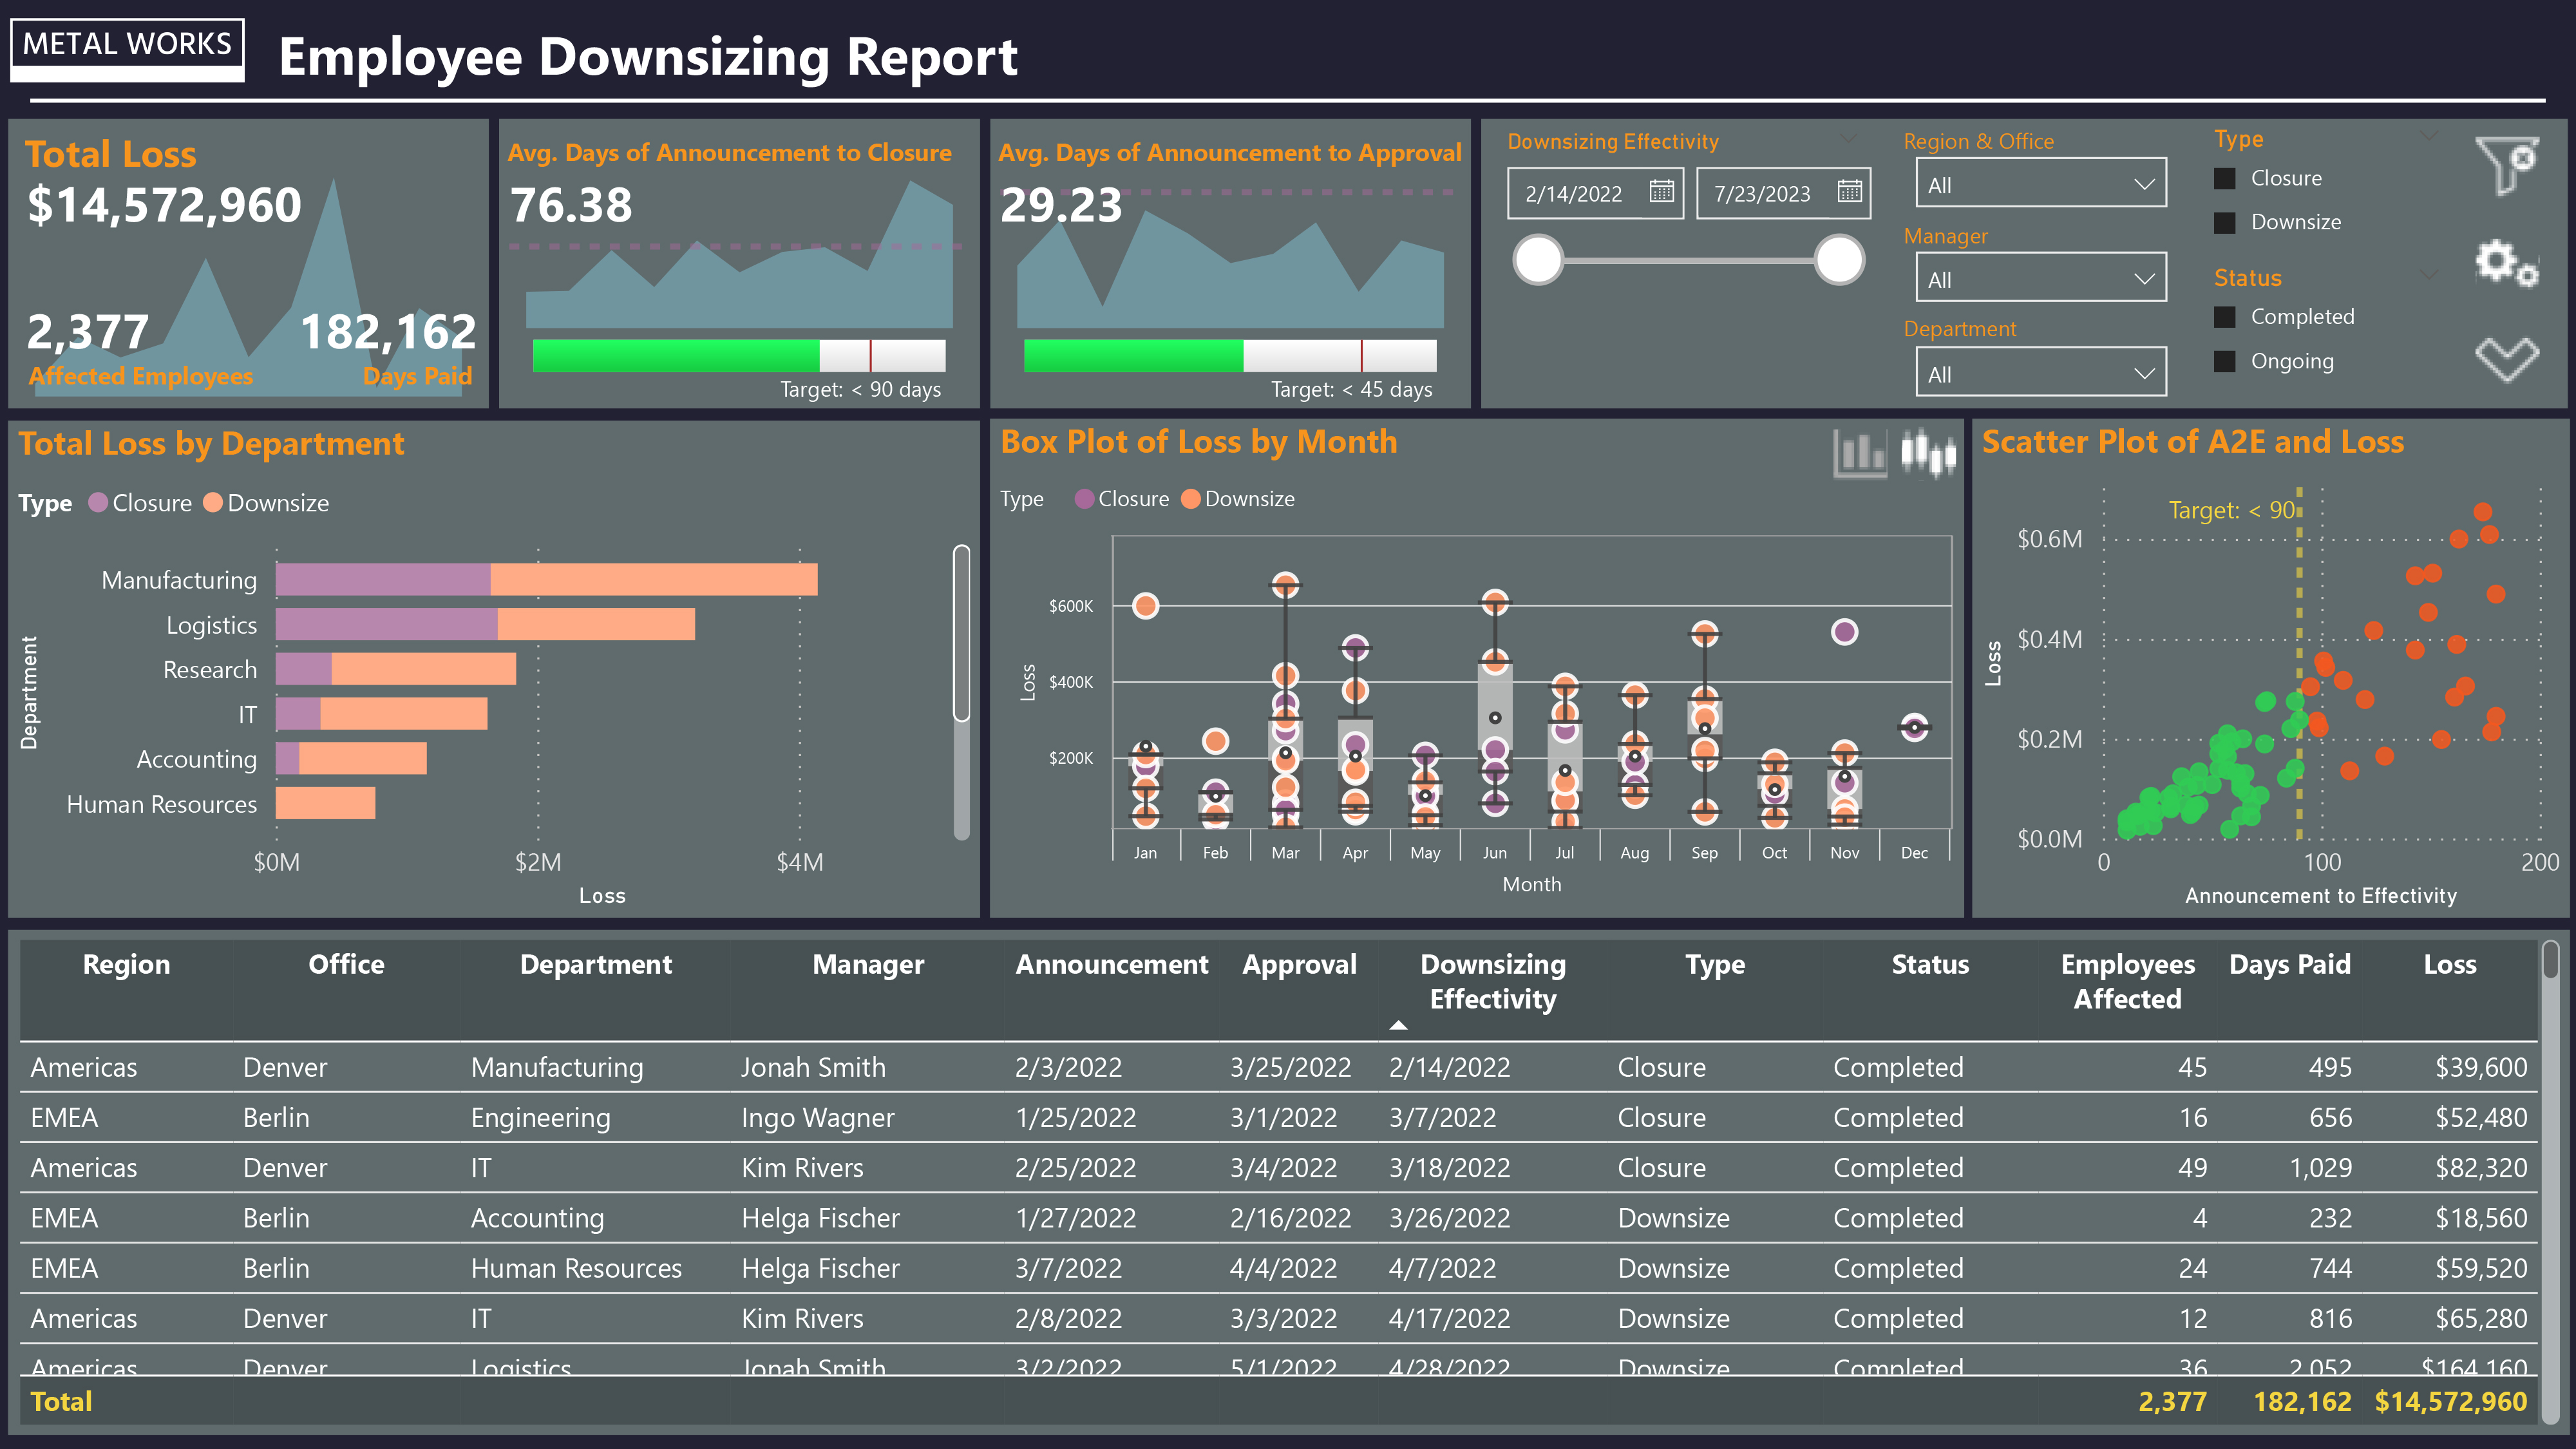 METAL WORKS
Employee Downsizing Report
Total Loss
$14,572,960
2,377
182,162
Affected Employees
Days Paid
Avg. Days of Announcement to Closure
76.38
Target: < 90 days
Avg. Days of Announcement to Approval
29.23
Target: < 45 days
Downsizing Effectivity
2/14/2022
7/23/2023
Region & Office
All
Manager
All
Department
All
Type
Closure
Downsize
Status
Completed
Ongoing
Total Loss by Department
Type Closure Downsize
Department
Manufacturing
Logistics
Research
IT
Accounting
Human Resources
$0M $2M $4M
Loss
Box Plot of Loss by Month
Type Closure Downsize
Loss
$600K
$400K
$200K
Jan Feb Mar Apr May Jun Jul Aug Sep Oct Nov Dec
Month
Scatter Plot of A2E and Loss
Target: < 90
Loss
$0.6M
$0.4M
$0.2M
$0.0M
0 100 200
Announcement to Effectivity
Region Office Department Manager Announcement Approval Downsizing Effectivity Type Status Employees Affected Days Paid Loss
Americas Denver Manufacturing Jonah Smith 2/3/2022 3/25/2022 2/14/2022 Closure Completed 45 495 $39,600
EMEA Berlin Engineering Ingo Wagner 1/25/2022 3/1/2022 3/7/2022 Closure Completed 16 656 $52,480
Americas Denver IT Kim Rivers 2/25/2022 3/4/2022 3/18/2022 Closure Completed 49 1,029 $82,320
EMEA Berlin Accounting Helga Fischer 1/27/2022 2/16/2022 3/26/2022 Downsize Completed 4 232 $18,560
EMEA Berlin Human Resources Helga Fischer 3/7/2022 4/4/2022 4/7/2022 Downsize Completed 24 744 $59,520
Americas Denver IT Kim Rivers 2/8/2022 3/3/2022 4/17/2022 Downsize Completed 12 816 $65,280
Americas Denver Logistics Jonah Smith 3/2/2022 5/1/2022 4/28/2022 Downsize Completed 36 2,052 $164,160
Total 2,377 182,162 $14,572,960